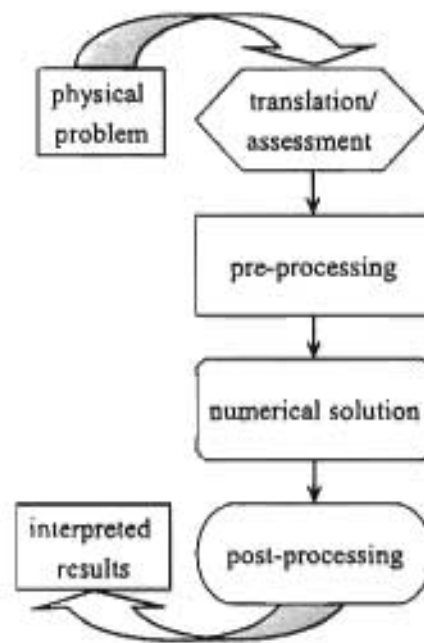 physical
problem
translation/
assessment
pre-processing
numerical solution
interpreted
results
post-processing